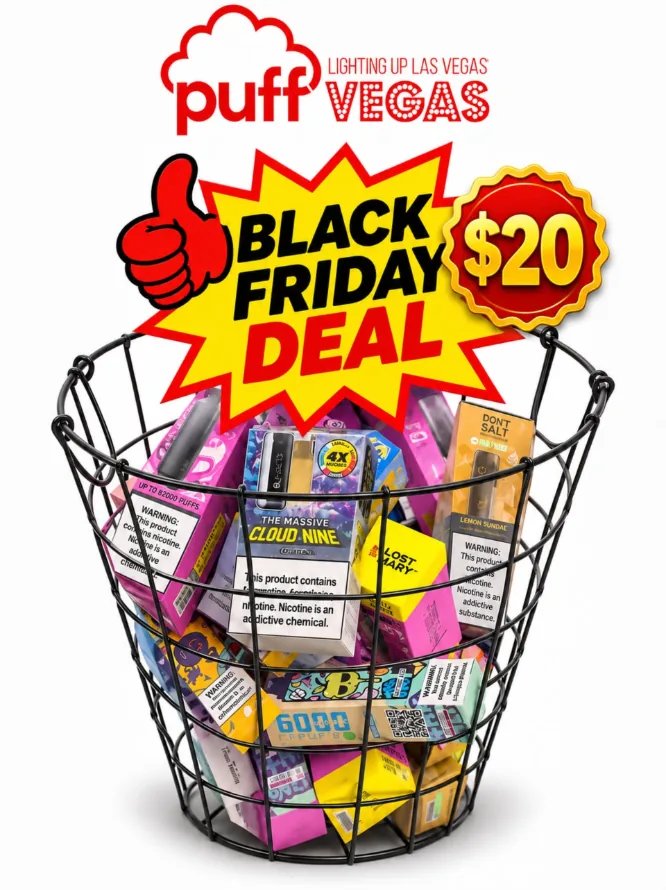 puff
LIGHTING UP LAS VEGAS
VEGAS
BLACK
FRIDAY
DEAL
$20
UP TO 82000 PUFFS
WARNING:
This product
contains
nicotine.
Nicotine is an
addictive
chemical.
4X
THE MASSIVE
CLOUD NINE
This product contains
nicotine. Nicotine is an
addictive chemical.
LOST
MARY
DON'T
SALT
LEMON SUNDAE
WARNING:
This product
contains
nicotine.
Nicotine is an
addictive
substance.
WARNING:
WARNING:
B
6000